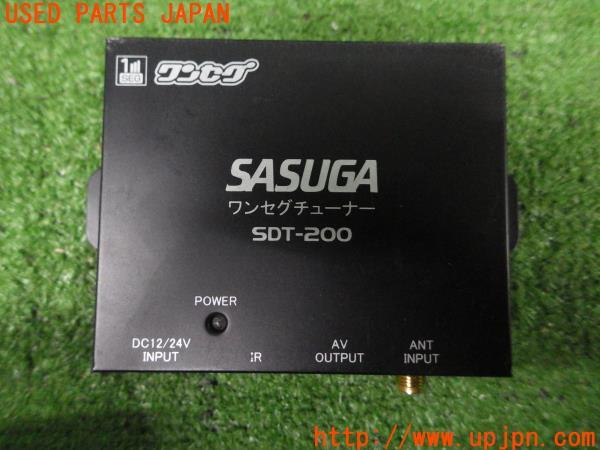 USED PARTS JAPAN
1
SEG
ワンセグ
SASUGA
ワンセグチューナー
SDT-200
POWER
DC12/24V
INPUT
IR
AV
OUTPUT
ANT
INPUT
http://www.upjpn.com/